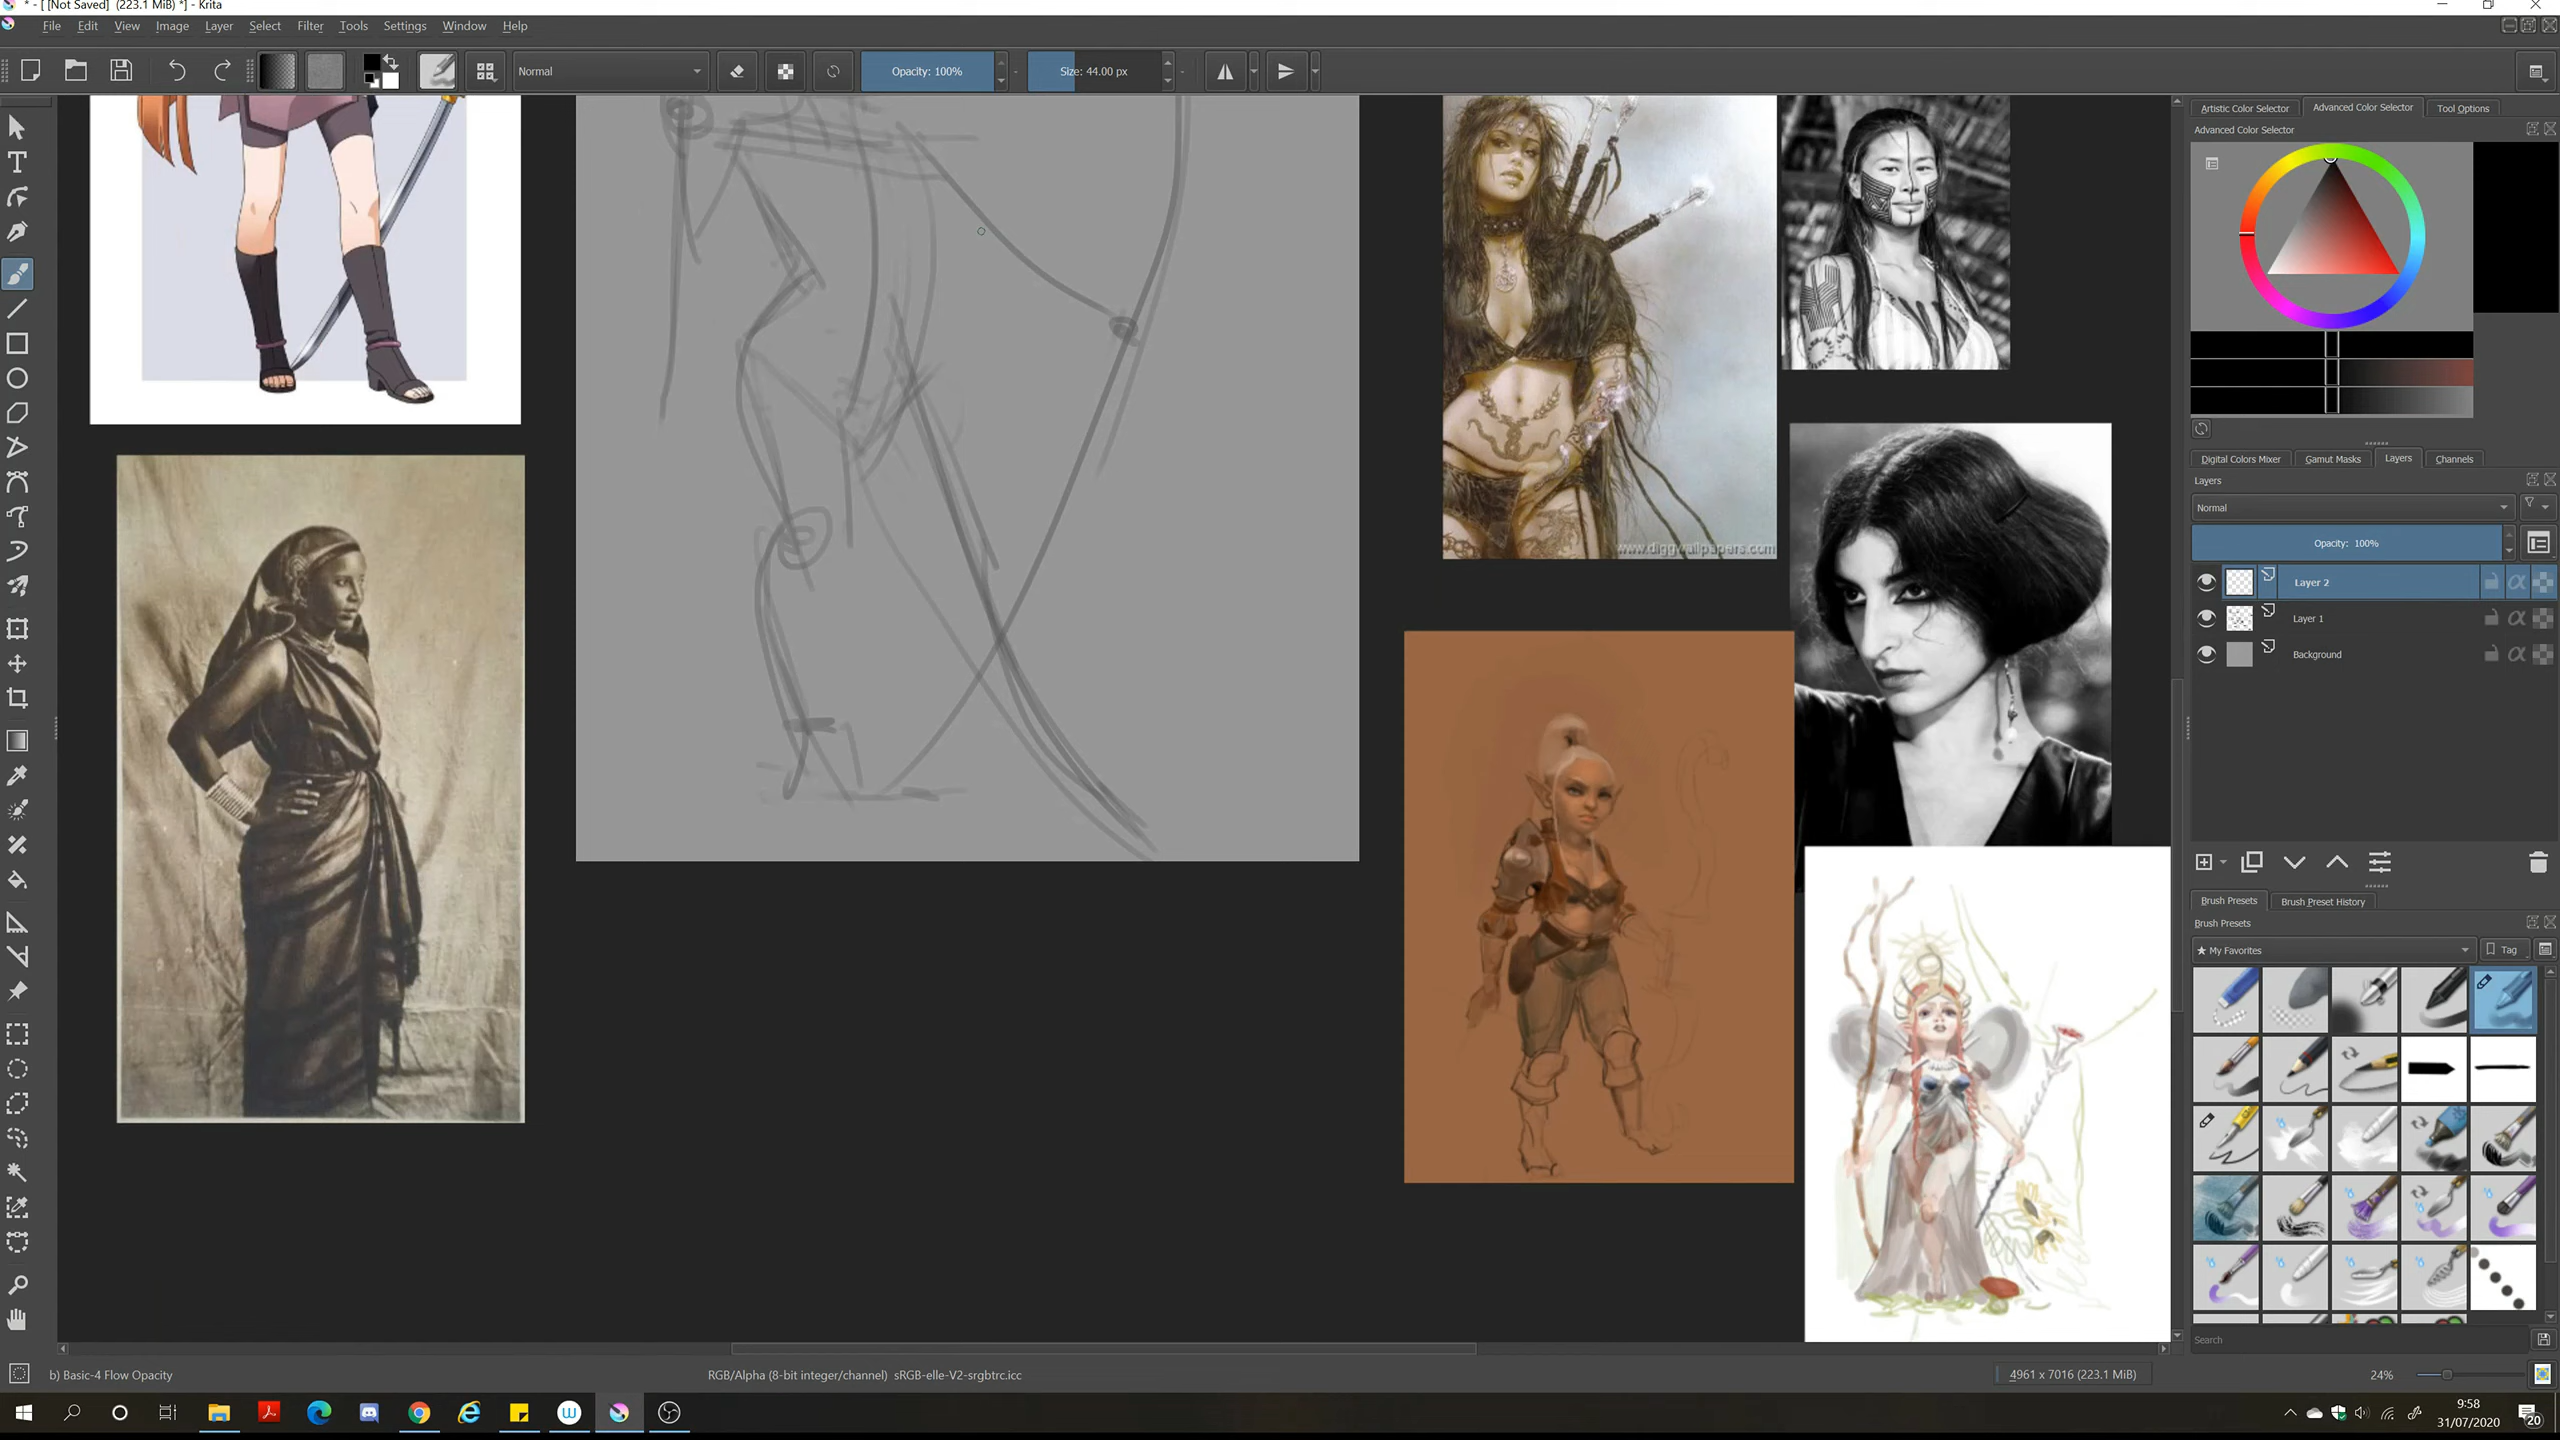 * - [ [Not Saved]  (223.1 MiB) *] - Krita
File Edit View Image Layer Select Filter Tools Settings Window Help
Normal Opacity: 100% Size: 44.00 px
Artistic Color Selector Advanced Color Selector Tool Options
Advanced Color Selector
Digital Colors Mixer Gamut Masks Layers Channels
Layers
Normal
Opacity: 100%
Layer 2
Layer 1
Background
www.diggwallpapers.com
Brush Presets Brush Preset History
Brush Presets
★ My Favorites Tag
Search
b) Basic-4 Flow Opacity RGB/Alpha (8-bit integer/channel) sRGB-elle-V2-srgbtrc.icc 4961 x 7016 (223.1 MiB) 24%
9:58
31/07/2020
20